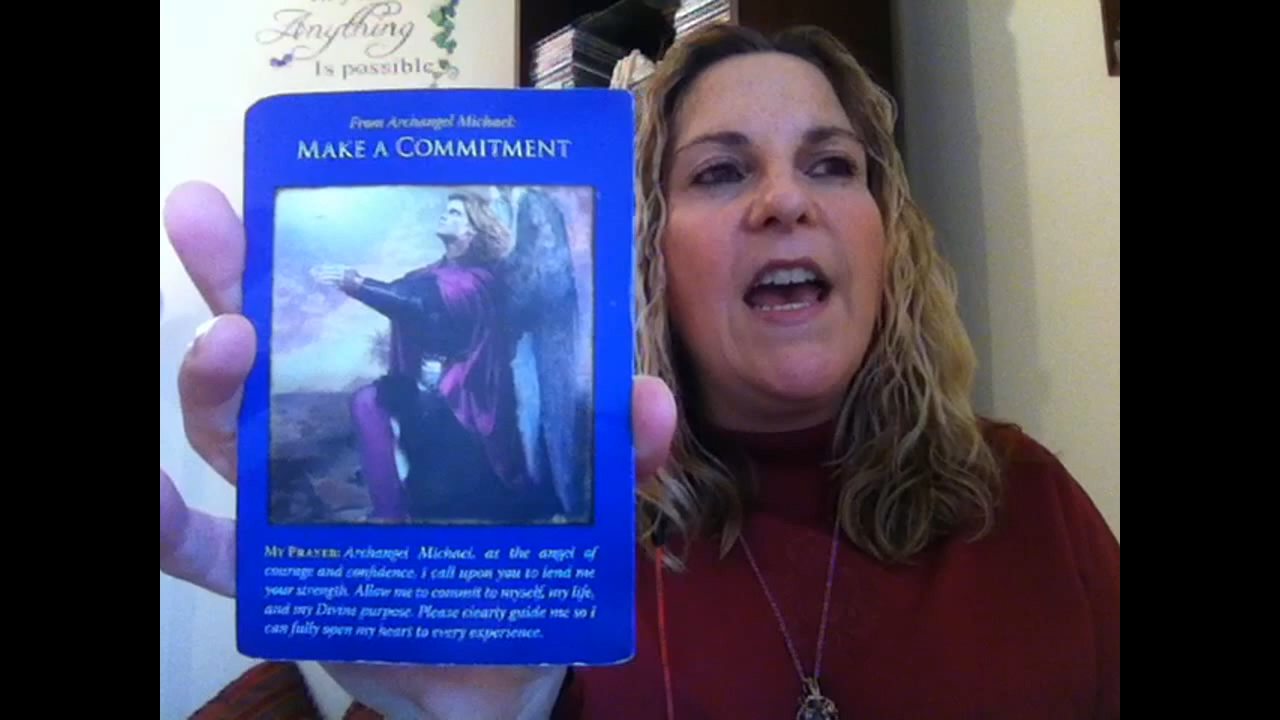 Anything
Is possible
From Archangel Michael:
MAKE A COMMITMENT
MY PRAYER: Archangel Michael, as the angel of
courage and confidence, I call upon you to lend me
your strength. Allow me to commit to myself, my life,
and my Divine purpose. Please clearly guide me so I
can fully open my heart to every experience.